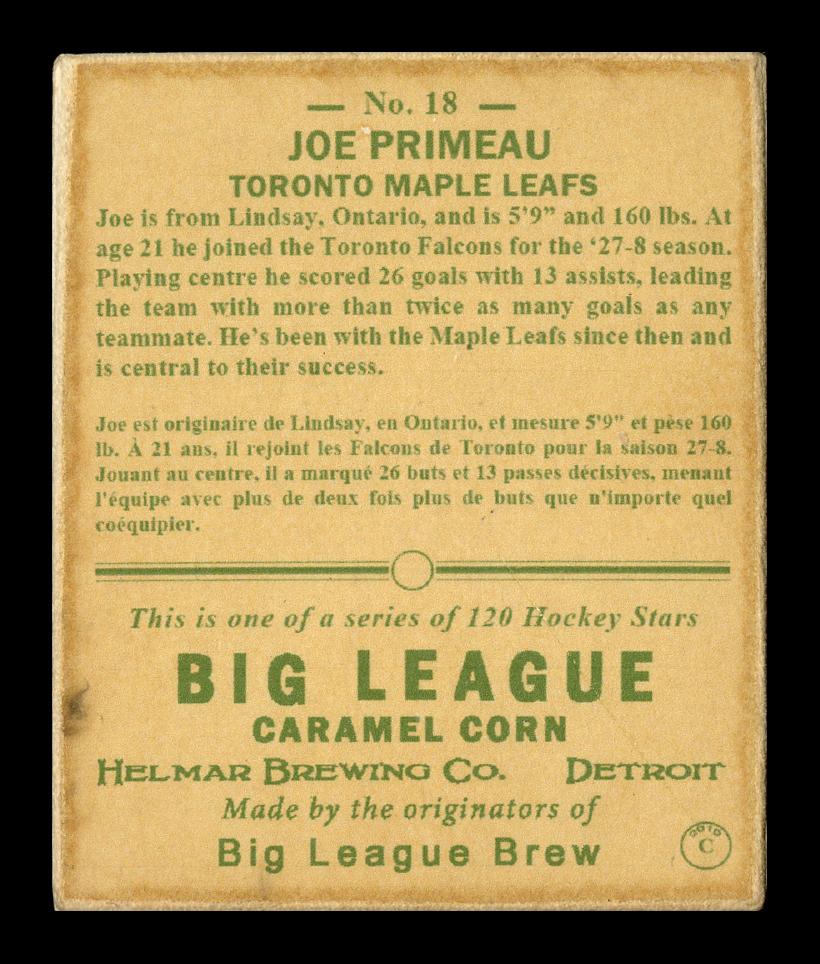 — No. 18 —
JOE PRIMEAU
TORONTO MAPLE LEAFS
Joe is from Lindsay, Ontario, and is 5'9” and 160 lbs. At
age 21 he joined the Toronto Falcons for the ‘27-8 season.
Playing centre he scored 26 goals with 13 assists, leading
the team with more than twice as many goals as any
teammate. He's been with the Maple Leafs since then and
is central to their success.
Joe est originaire de Lindsay, en Ontario, et mesure 5'9" et pèse 160
lb. À 21 ans, il rejoint les Falcons de Toronto pour la saison 27-8.
Jouant au centre, il a marqué 26 buts et 13 passes décisives, menant
l'équipe avec plus de deux fois plus de buts que n'importe quel
coéquipier.
This is one of a series of 120 Hockey Stars
BIG LEAGUE
CARAMEL CORN
HELMAR BREWING CO. DETROIT
Made by the originators of
Big League Brew
C